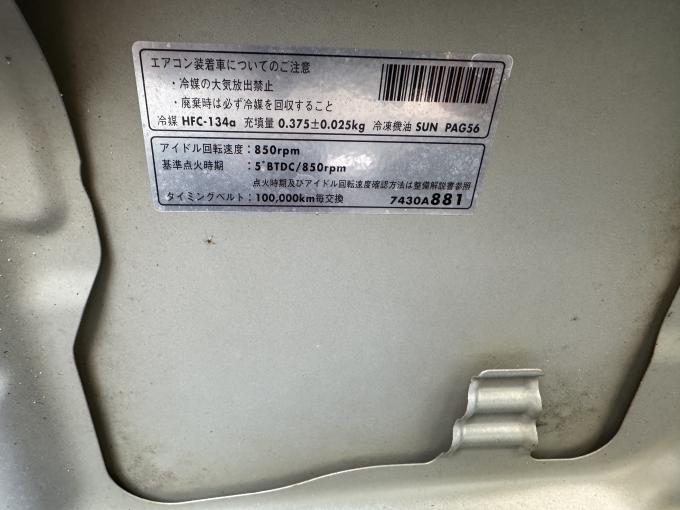 エアコン装着車についてのご注意
・冷媒の大気放出禁止
・廃棄時は必ず冷媒を回収すること
冷媒 HFC-134a 充填量 0.375±0.025kg 冷凍機油 SUN PAG56
アイドル回転速度：850rpm
基準点火時期 ：5°BTDC/850rpm
点火時期及びアイドル回転速度確認方法は整備解説書参照
タイミングベルト：100,000km毎交換 7430A881